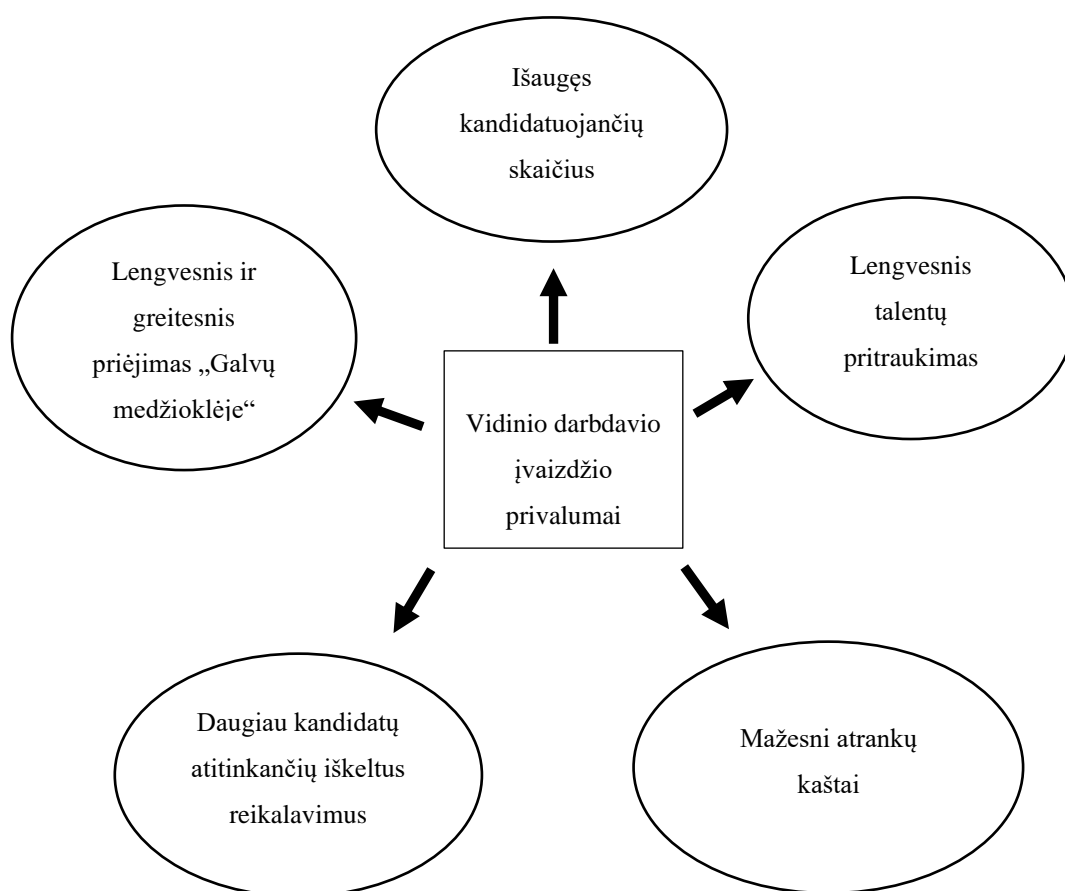 Išaugęs
kandidatuojančių
skaičius
Lengvesnis ir
greitesnis
priėjimas „Galvų
medžioklėje“
Lengvesnis
talentų
pritraukimas
Vidinio darbdavio
įvaizdžio
privalumai
Daugiau kandidatų
atitinkančių iškeltus
reikalavimus
Mažesni atrankų
kaštai